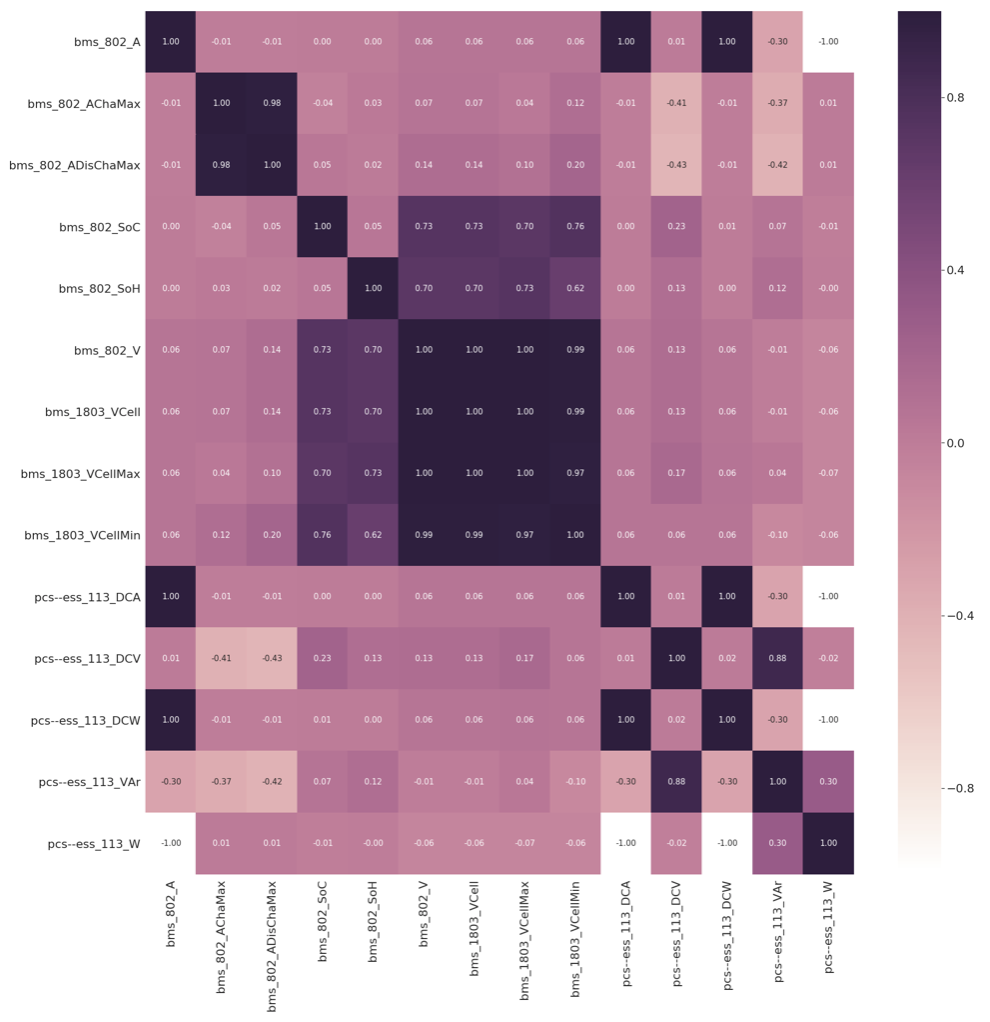 bms_802_A 1.00 -0.01 -0.01 0.00 0.00 0.06 0.06 0.06 0.06 1.00 0.01 1.00 -0.30 -1.00
bms_802_AChaMax -0.01 1.00 0.98 -0.04 0.03 0.07 0.07 0.04 0.12 -0.01 -0.41 -0.01 -0.37 0.01
0.8
bms_802_ADisChaMax -0.01 0.98 1.00 0.05 0.02 0.14 0.14 0.10 0.20 -0.01 -0.43 -0.01 -0.42 0.01
bms_802_SoC 0.00 -0.04 0.05 1.00 0.05 0.73 0.73 0.70 0.76 0.00 0.23 0.01 0.07 -0.01
0.4
bms_802_SoH 0.00 0.03 0.02 0.05 1.00 0.70 0.70 0.73 0.62 0.00 0.13 0.00 0.12 -0.00
bms_802_V 0.06 0.07 0.14 0.73 0.70 1.00 1.00 1.00 0.99 0.06 0.13 0.06 -0.01 -0.06
bms_1803_VCell 0.06 0.07 0.14 0.73 0.70 1.00 1.00 1.00 0.99 0.06 0.13 0.06 -0.01 -0.06
0.0
bms_1803_VCellMax 0.06 0.04 0.10 0.70 0.73 1.00 1.00 1.00 0.97 0.06 0.17 0.06 0.04 -0.07
bms_1803_VCellMin 0.06 0.12 0.20 0.76 0.62 0.99 0.99 0.97 1.00 0.06 0.06 0.06 -0.10 -0.06
pcs--ess_113_DCA 1.00 -0.01 -0.01 0.00 0.00 0.06 0.06 0.06 0.06 1.00 0.01 1.00 -0.30 -1.00
−0.4
pcs--ess_113_DCV 0.01 -0.41 -0.43 0.23 0.13 0.13 0.13 0.17 0.06 0.01 1.00 0.02 0.88 -0.02
pcs--ess_113_DCW 1.00 -0.01 -0.01 0.01 0.00 0.06 0.06 0.06 0.06 1.00 0.02 1.00 -0.30 -1.00
pcs--ess_113_VAr -0.30 -0.37 -0.42 0.07 0.12 -0.01 -0.01 0.04 -0.10 -0.30 0.88 -0.30 1.00 0.30
−0.8
pcs--ess_113_W -1.00 0.01 0.01 -0.01 -0.00 -0.06 -0.06 -0.07 -0.06 -1.00 -0.02 -1.00 0.30 1.00
bms_802_A
bms_802_AChaMax
bms_802_ADisChaMax
bms_802_SoC
bms_802_SoH
bms_802_V
bms_1803_VCell
bms_1803_VCellMax
bms_1803_VCellMin
pcs--ess_113_DCA
pcs--ess_113_DCV
pcs--ess_113_DCW
pcs--ess_113_VAr
pcs--ess_113_W